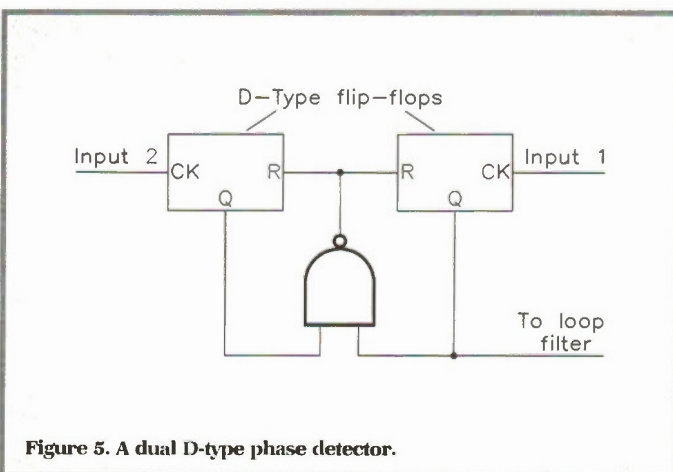 D-Type flip-flops
Input 2
CK
R
R
CK
Input 1
Q
Q
To loop
filter
Figure 5. A dual D-type phase detector.